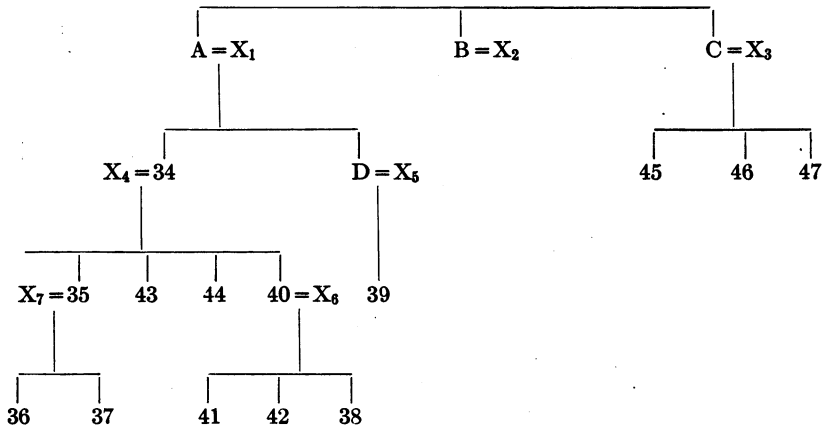 A = X₁ B = X₂ C = X₃
X₄ = 34 D = X₅ 45 46 47
X₇ = 35 43 44 40 = X₆ 39
36 37 41 42 38